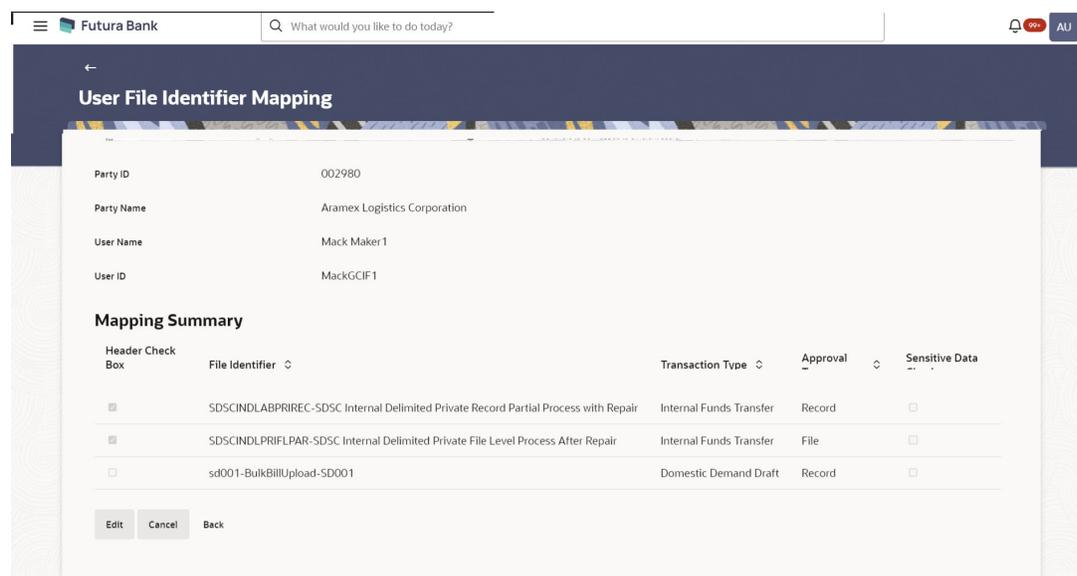 Futura Bank
What would you like to do today?
99+
AU
User File Identifier Mapping
Party ID 002980
Party Name Aramex Logistics Corporation
User Name Mack Maker1
User ID MackGCIF1
Mapping Summary
Header Check Box File Identifier Transaction Type Approval Sensitive Data
SDSCINDLABPRIREC-SDSC Internal Delimited Private Record Partial Process with Repair Internal Funds Transfer Record
SDSCINDLPRIFLPAR-SDSC Internal Delimited Private File Level Process After Repair Internal Funds Transfer File
sd001-BulkBillUpload-SD001 Domestic Demand Draft Record
Edit Cancel Back